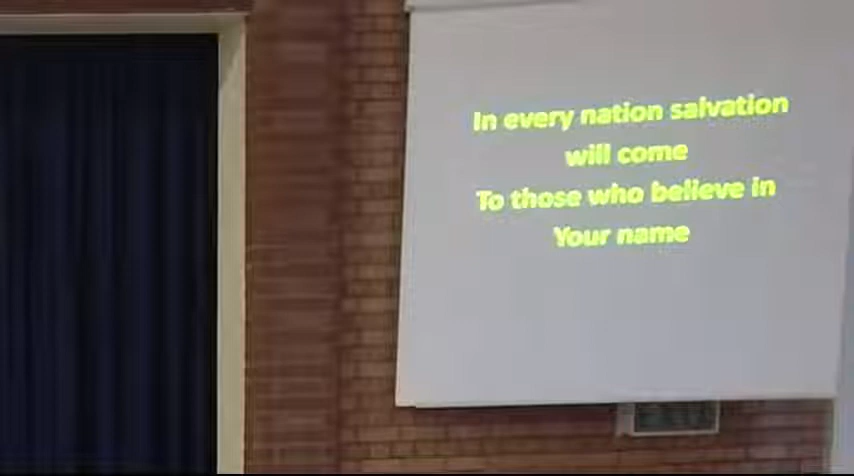 In every nation salvation
will come
To those who believe in
Your name